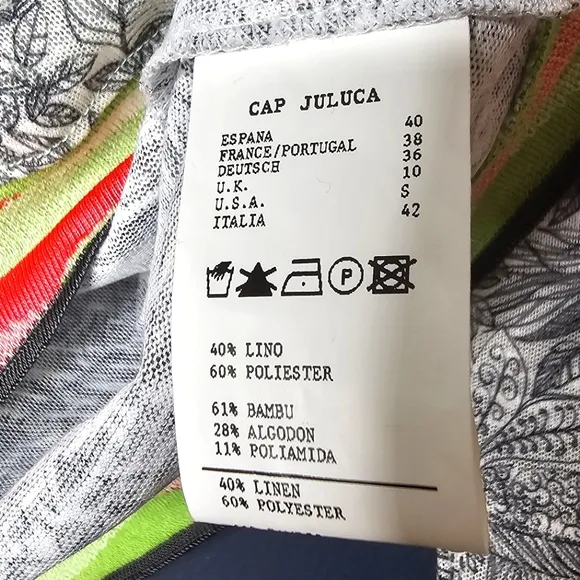 CAP JULUCA
ESPANA 40
FRANCE/PORTUGAL 38
DEUTSCH 36
U.K. 10
U.S.A. S
ITALIA 42
P
40% LINO
60% POLIESTER
61% BAMBU
28% ALGODON
11% POLIAMIDA
40% LINEN
60% POLYESTER